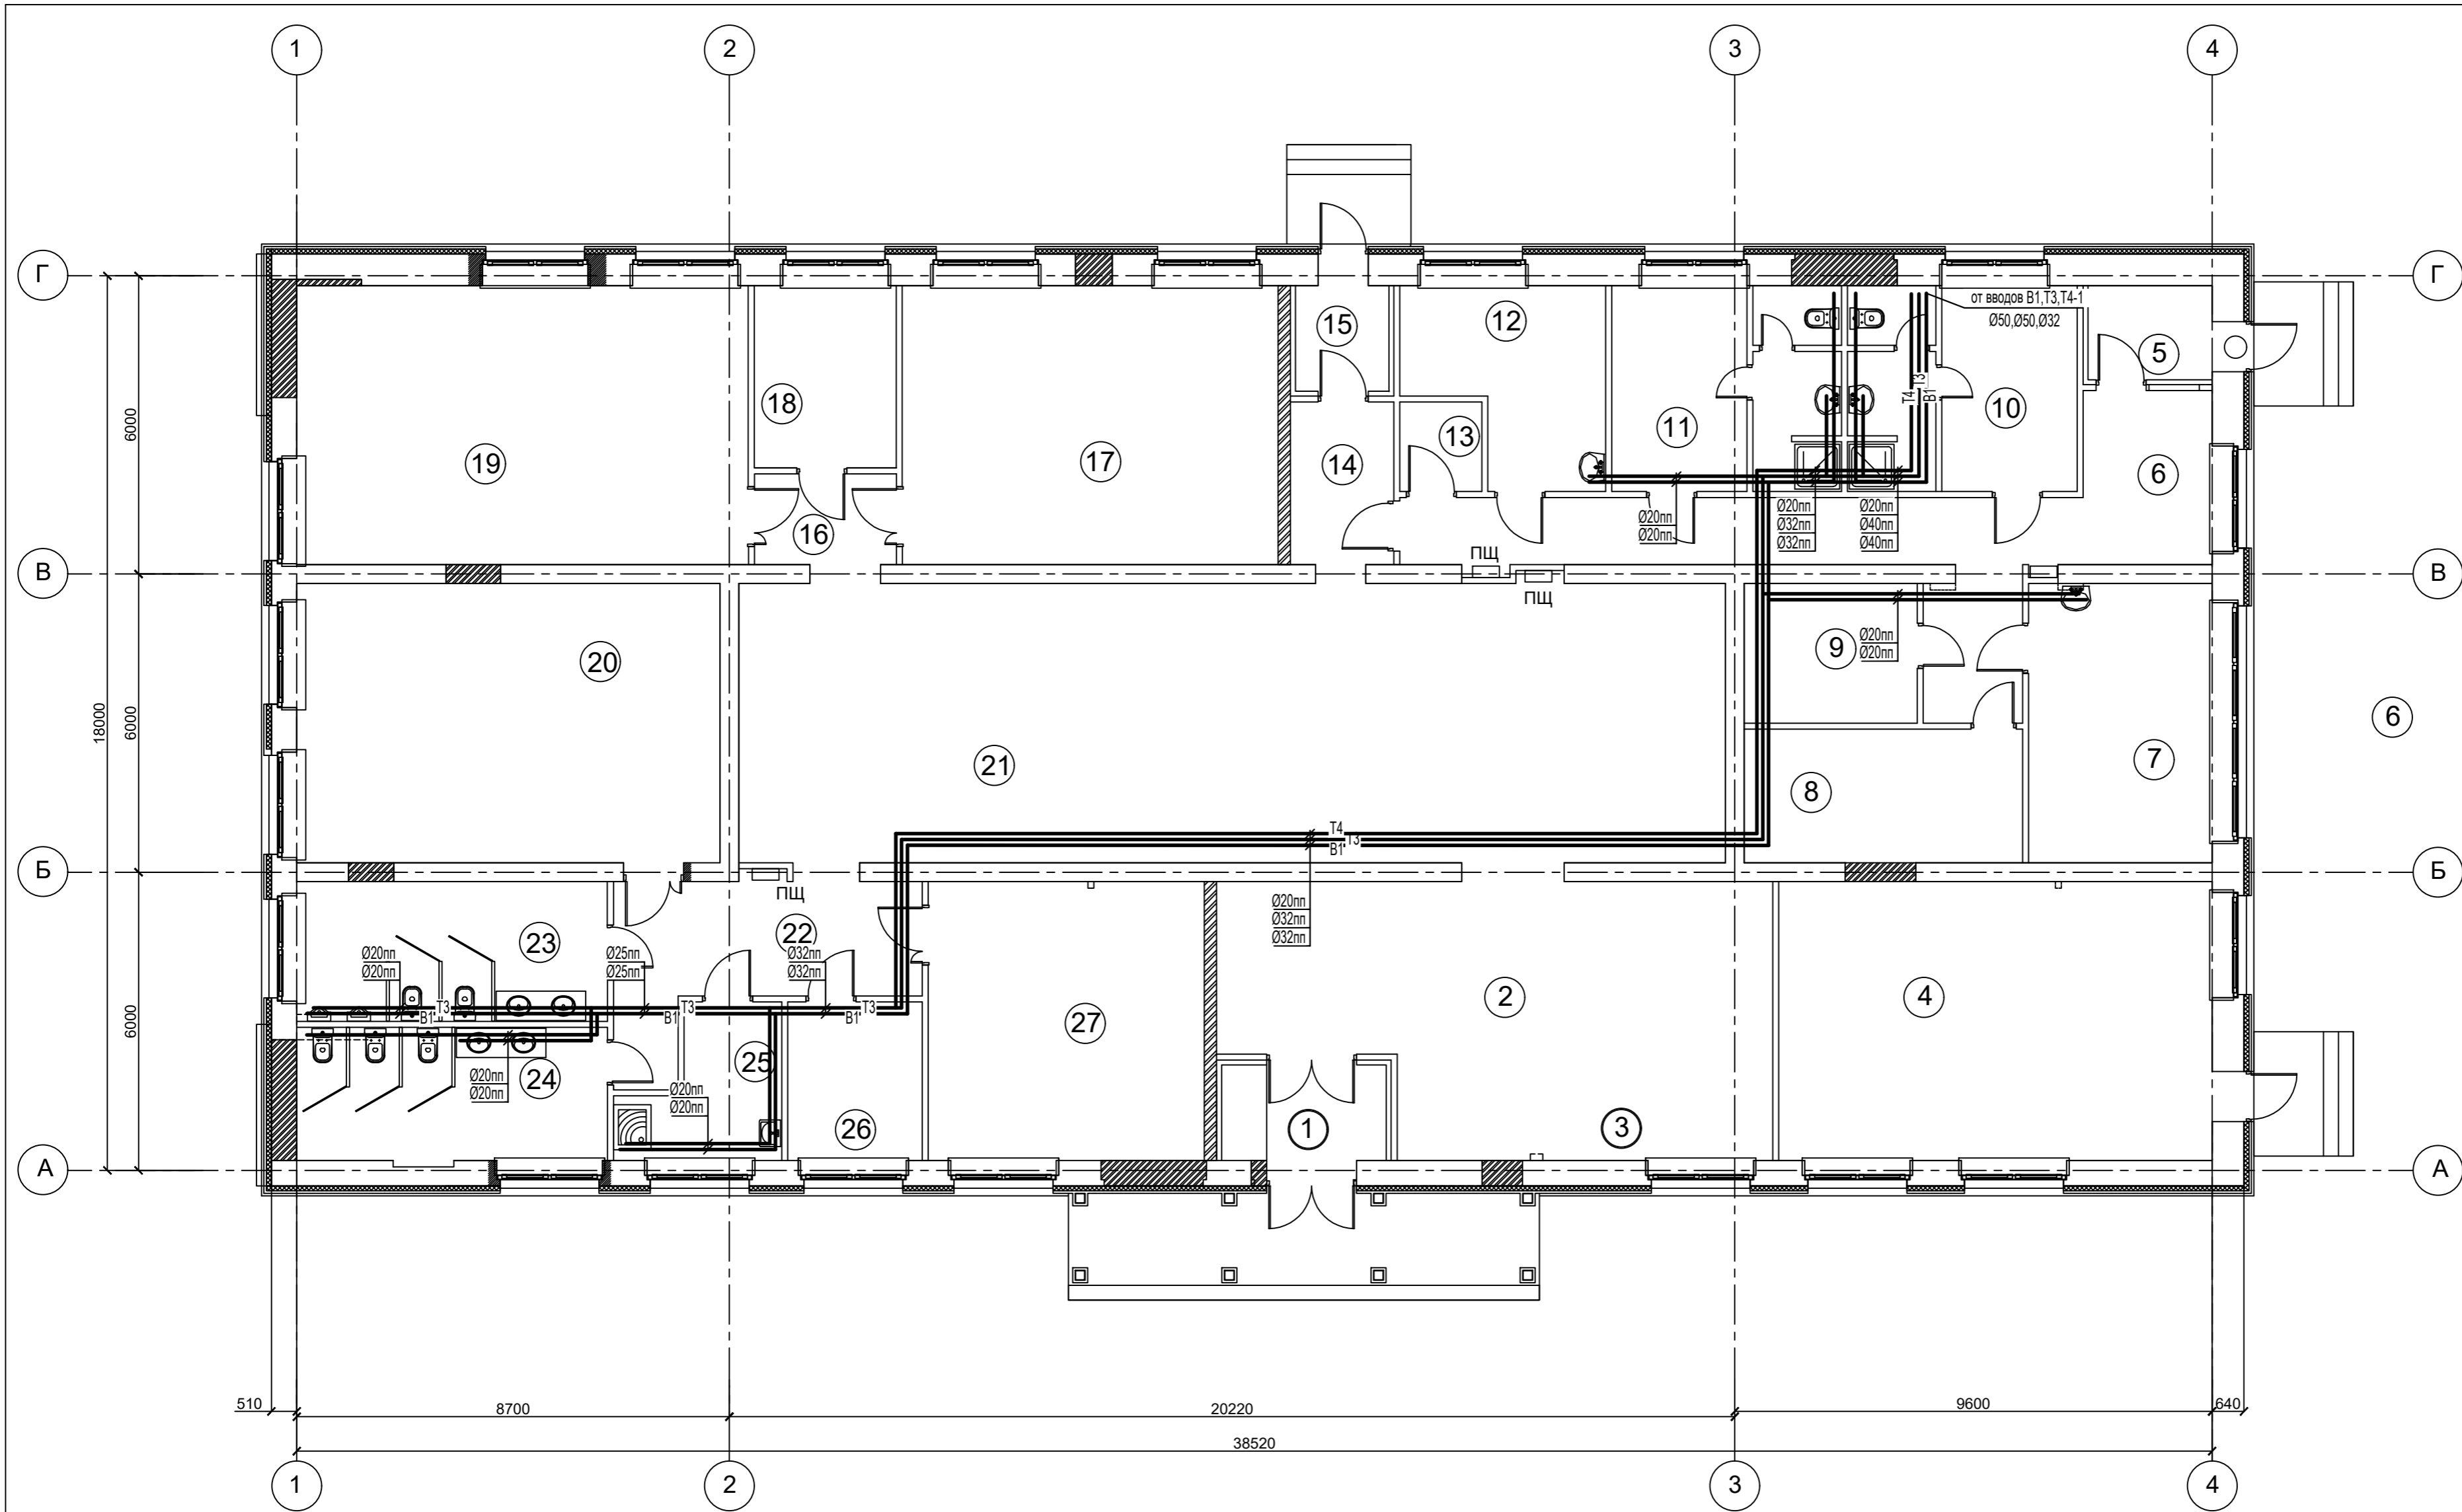 1
2
3
4
Г
Г
от вводов В1,Т3,Т4-1
Ø50,Ø50,Ø32
15
12
5
Т3
Т4
В1
18
10
11
13
19
17
14
6
16
Ø20пп
Ø20пп
Ø20пп
Ø32пп
Ø32пп
Ø20пп
Ø40пп
Ø40пп
6000
В
ПЩ
ПЩ
В
9
Ø20пп
Ø20пп
20
18000
6000
6
21
7
8
Т4
Т3
В1
Б
ПЩ
Б
Ø20пп
Ø32пп
Ø32пп
22
23
Ø20пп
Ø20пп
Ø25пп
Ø25пп
Ø32пп
Ø32пп
2
4
Т3
В1
Т3
В1
Т3
В1
6000
27
25
24
Ø20пп
Ø20пп
Ø20пп
Ø20пп
26
1
3
А
А
510
8700
20220
9600
640
38520
1
2
3
4